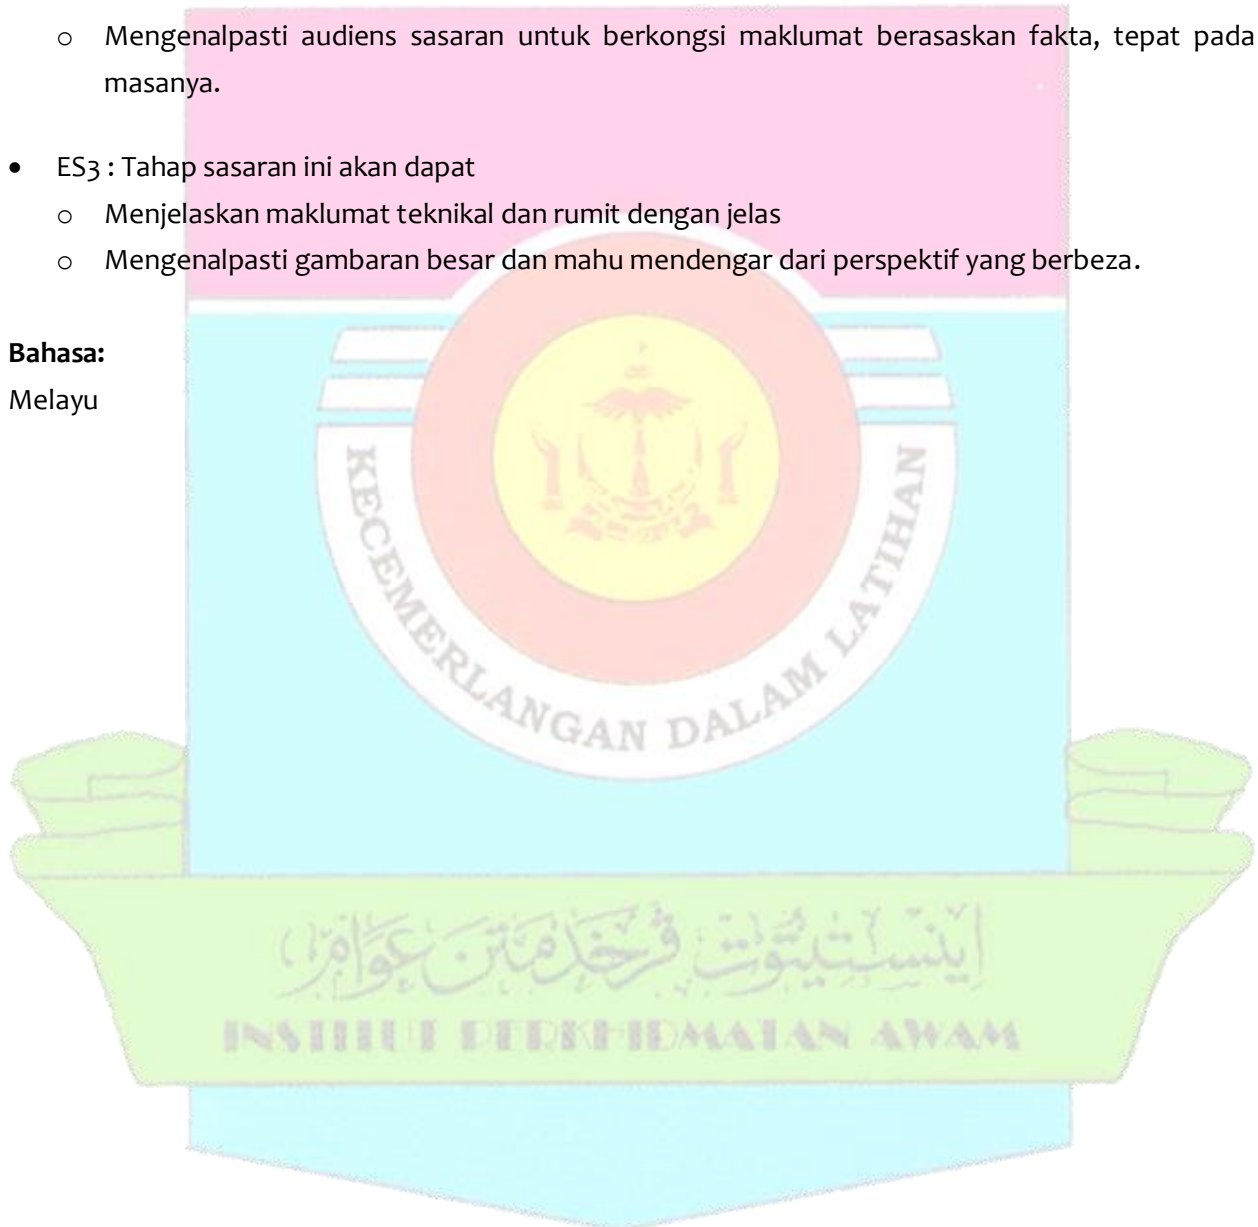 o Mengenalpasti audiens sasaran untuk berkongsi maklumat berasaskan fakta, tepat pada
masanya.
• ES3 : Tahap sasaran ini akan dapat
o Menjelaskan maklumat teknikal dan rumit dengan jelas
o Mengenalpasti gambaran besar dan mahu mendengar dari perspektif yang berbeza.
Bahasa:
Melayu
KECEMERLANGAN DALAM LATIHAN
اينستيتوت ڤرخدمتن عوام
INSTITUT PERKHIDMATAN AWAM